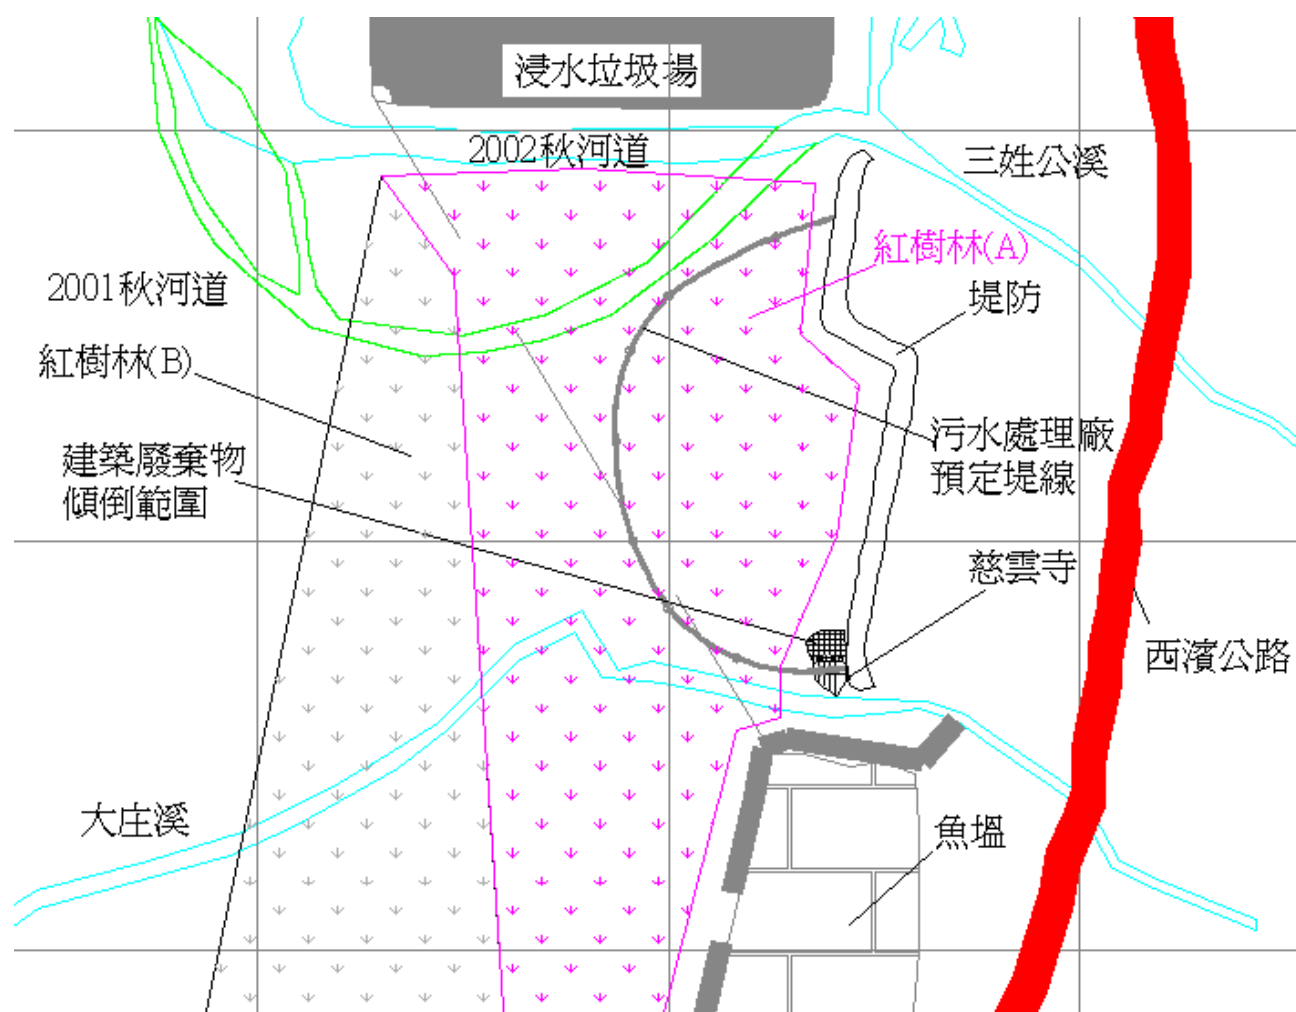 浸水垃圾場
2002秋河道
三姓公溪
紅樹林(A)
2001秋河道
堤防
紅樹林(B)
污水處理廠
預定堤線
建築廢棄物
傾倒範圍
慈雲寺
西濱公路
大庄溪
魚塭